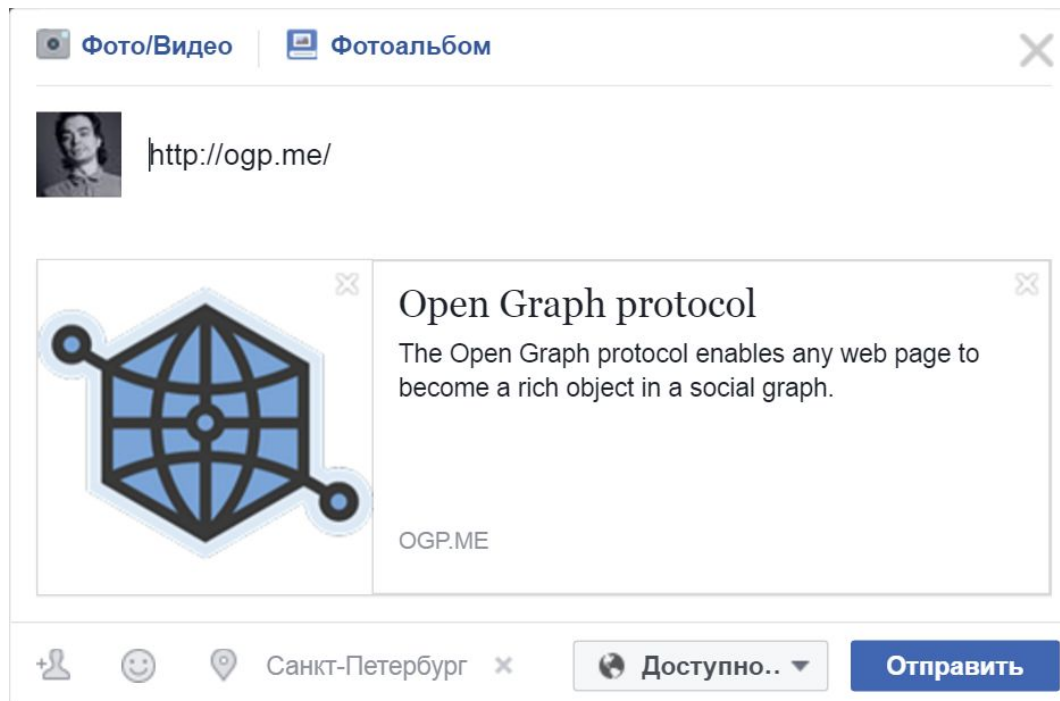 Фото/Видео Фотоальбом
http://ogp.me/
Open Graph protocol
The Open Graph protocol enables any web page to
become a rich object in a social graph.
OGP.ME
Санкт-Петербург Доступно.. Отправить